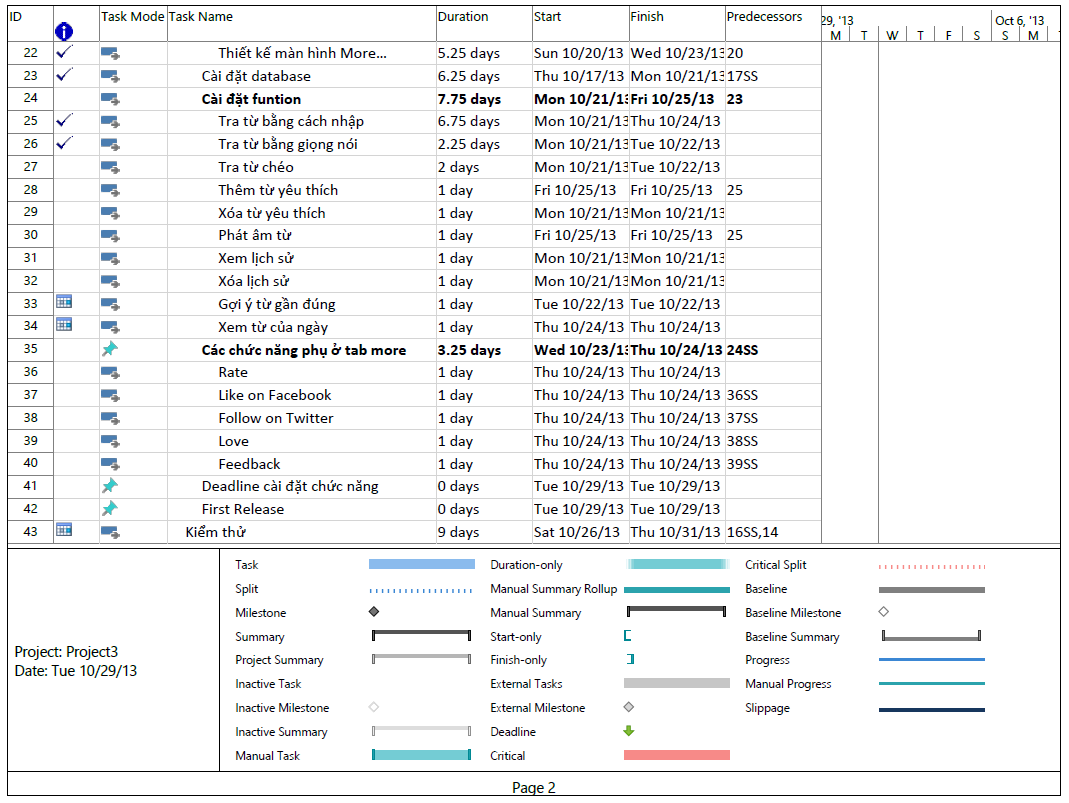 ID Task Mode Task Name Duration Start Finish Predecessors 29, '13 Oct 6, '13
M T W T F S S M
22 Thiết kế màn hình More... 5.25 days Sun 10/20/13 Wed 10/23/13 20
23 Cài đặt database 6.25 days Thu 10/17/13 Mon 10/21/13 17SS
24 Cài đặt funtion 7.75 days Mon 10/21/13 Fri 10/25/13 23
25 Tra từ bằng cách nhập 6.75 days Mon 10/21/13 Thu 10/24/13
26 Tra từ bằng giọng nói 2.25 days Mon 10/21/13 Tue 10/22/13
27 Tra từ chéo 2 days Mon 10/21/13 Tue 10/22/13
28 Thêm từ yêu thích 1 day Fri 10/25/13 Fri 10/25/13 25
29 Xóa từ yêu thích 1 day Mon 10/21/13 Mon 10/21/13
30 Phát âm từ 1 day Fri 10/25/13 Fri 10/25/13 25
31 Xem lịch sử 1 day Mon 10/21/13 Mon 10/21/13
32 Xóa lịch sử 1 day Mon 10/21/13 Mon 10/21/13
33 Gợi ý từ gần đúng 1 day Tue 10/22/13 Tue 10/22/13
34 Xem từ của ngày 1 day Thu 10/24/13 Thu 10/24/13
35 Các chức năng phụ ở tab more 3.25 days Wed 10/23/13 Thu 10/24/13 24SS
36 Rate 1 day Thu 10/24/13 Thu 10/24/13
37 Like on Facebook 1 day Thu 10/24/13 Thu 10/24/13 36SS
38 Follow on Twitter 1 day Thu 10/24/13 Thu 10/24/13 37SS
39 Love 1 day Thu 10/24/13 Thu 10/24/13 38SS
40 Feedback 1 day Thu 10/24/13 Thu 10/24/13 39SS
41 Deadline cài đặt chức năng 0 days Tue 10/29/13 Tue 10/29/13
42 First Release 0 days Tue 10/29/13 Tue 10/29/13
43 Kiểm thử 9 days Sat 10/26/13 Thu 10/31/13 16SS,14
Project: Project3
Date: Tue 10/29/13
Task
Split
Milestone
Summary
Project Summary
Inactive Task
Inactive Milestone
Inactive Summary
Manual Task
Duration-only
Manual Summary Rollup
Manual Summary
Start-only
Finish-only
External Tasks
External Milestone
Deadline
Critical
Critical Split
Baseline
Baseline Milestone
Baseline Summary
Progress
Manual Progress
Slippage
Page 2